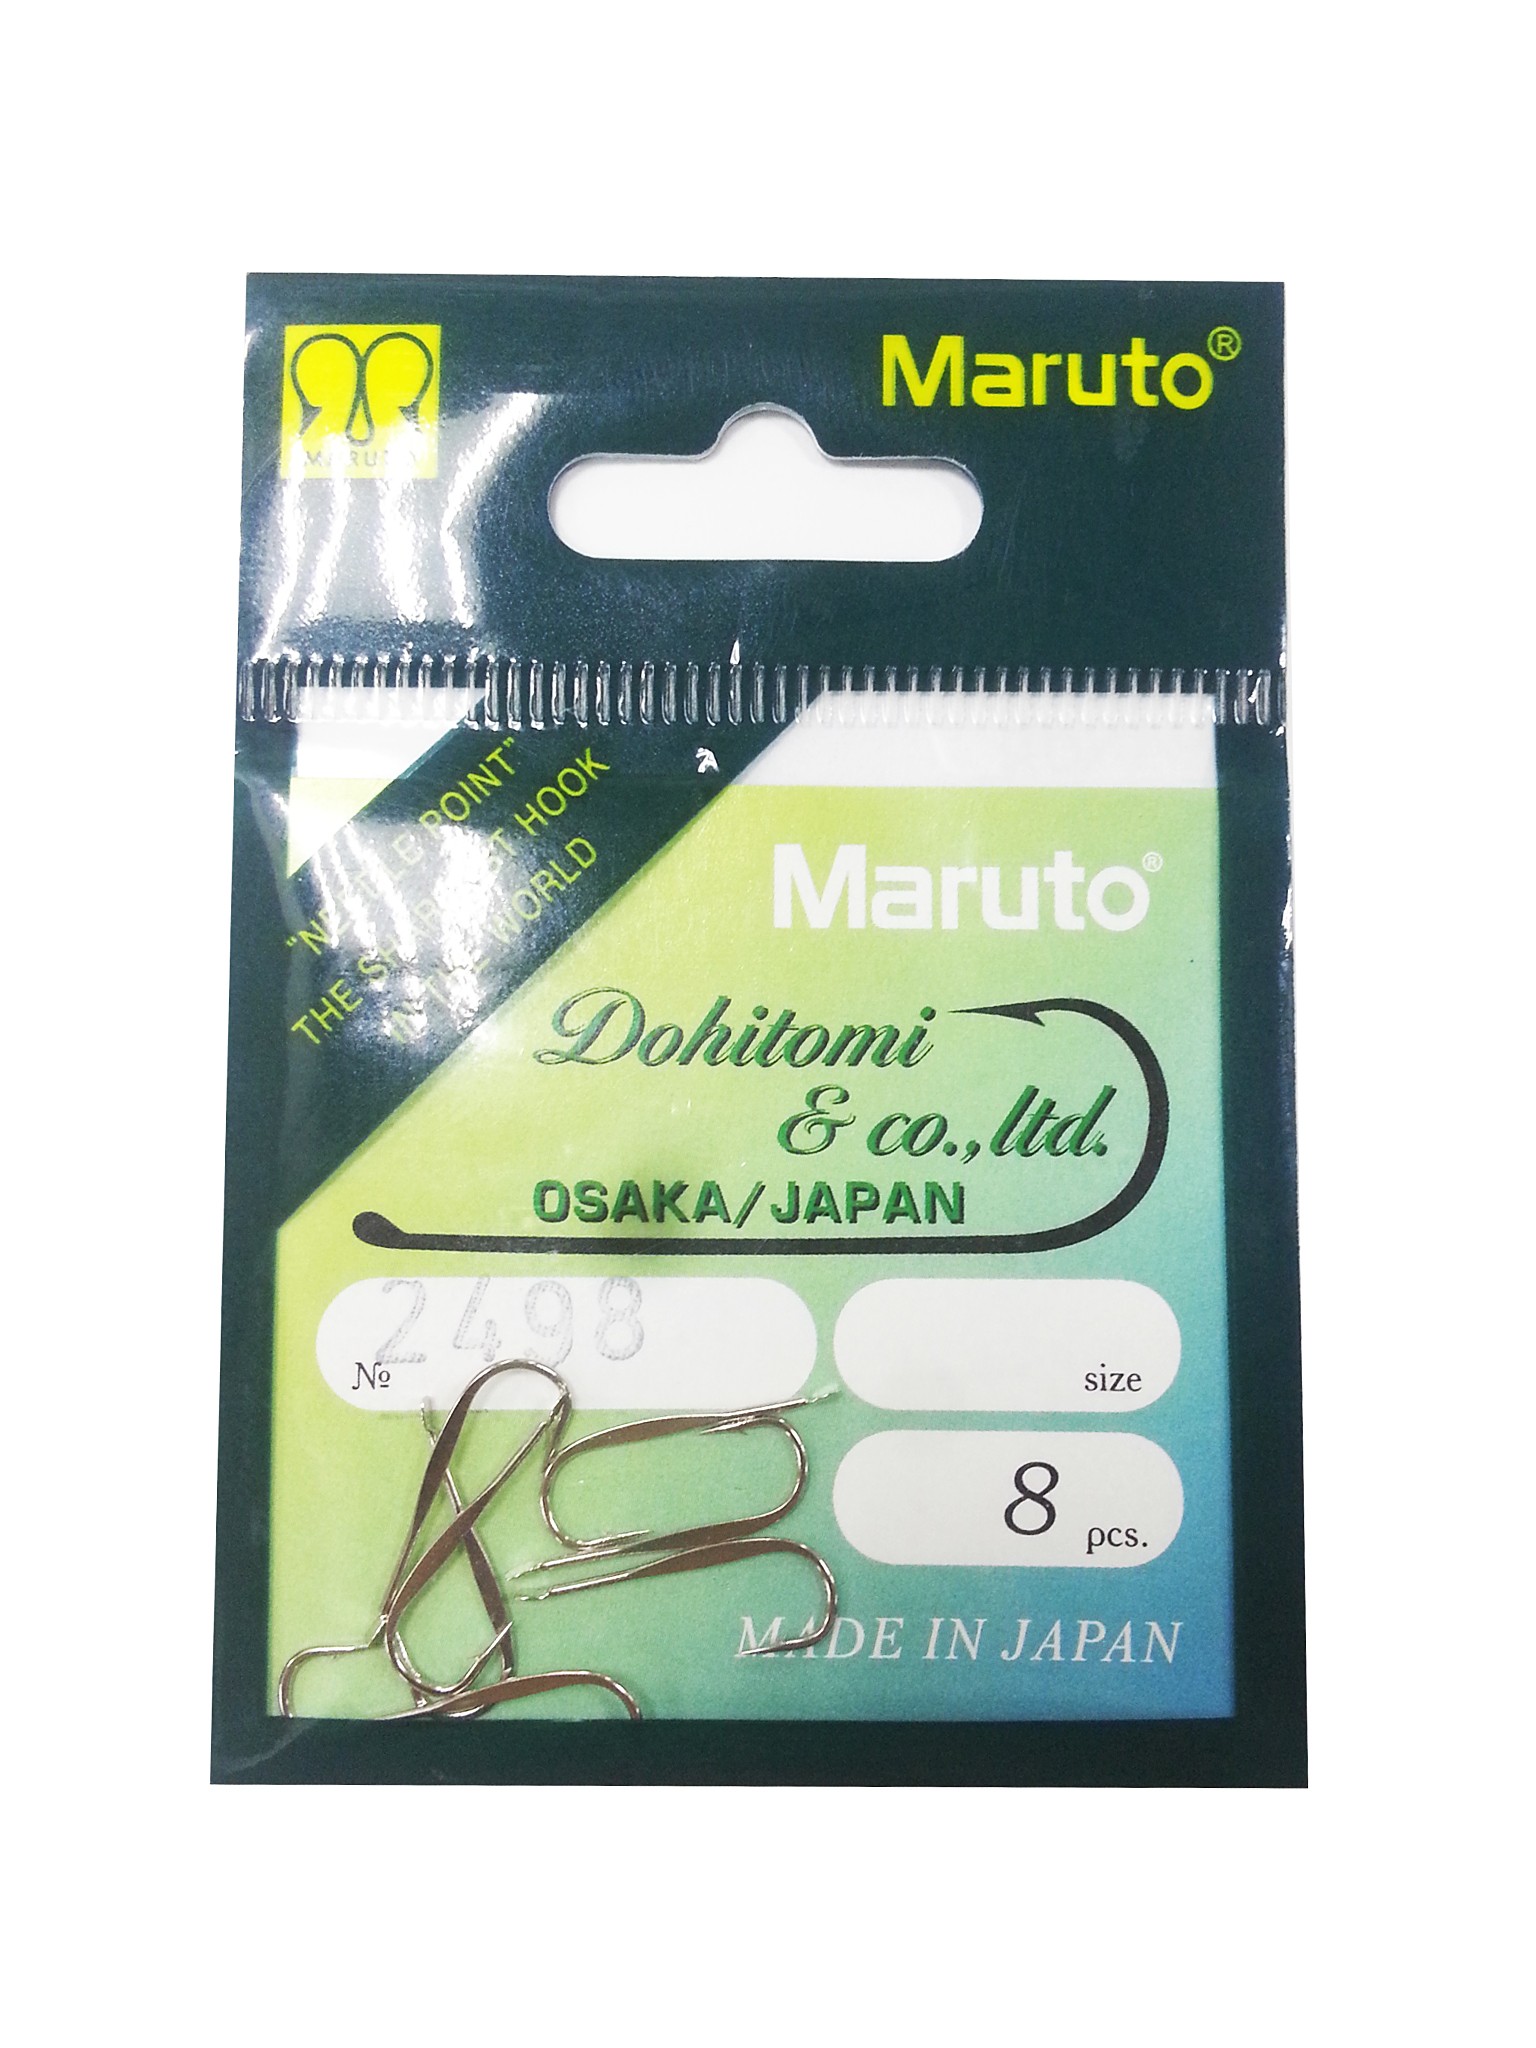 MARUTO
Maruto®
"NEEDLE POINT"
THE SHARPEST HOOK
IN THE WORLD
Maruto®
Dohitomi
& co., ltd.
OSAKA/JAPAN
№ 2498
size
8 pcs.
MADE IN JAPAN